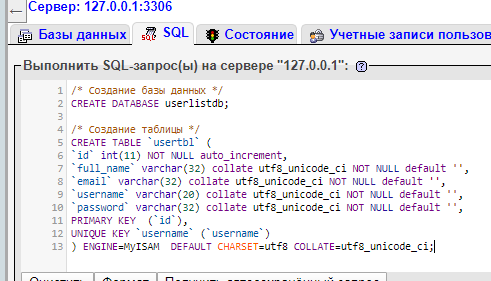 Сервер: 127.0.0.1:3306
Базы данных SQL Состояние Учетные записи пользов
Выполнить SQL-запрос(ы) на сервере "127.0.0.1":
1 /* Создание базы данных */
2 CREATE DATABASE userlistdb;
3
4 /* Создание таблицы */
5 CREATE TABLE `usertbl` (
6 `id` int(11) NOT NULL auto_increment,
7 `full_name` varchar(32) collate utf8_unicode_ci NOT NULL default '',
8 `email` varchar(32) collate utf8_unicode_ci NOT NULL default '',
9 `username` varchar(20) collate utf8_unicode_ci NOT NULL default '',
10 `password` varchar(32) collate utf8_unicode_ci NOT NULL default '',
11 PRIMARY KEY  (`id`),
12 UNIQUE KEY `username` (`username`)
13 ) ENGINE=MyISAM  DEFAULT CHARSET=utf8 COLLATE=utf8_unicode_ci;
Очистить Формат